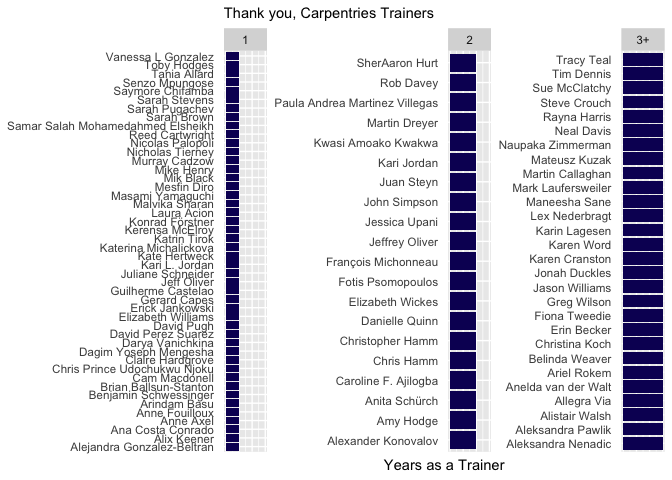 Thank you, Carpentries Trainers
1
Vanessa L Gonzalez
Toby Hodges
Tania Allard
Senzo Mpungose
Saymore Chifamba
Sarah Stevens
Sarah Pugachev
Sarah Brown
Samar Salah Mohamedahmed Elsheikh
Reed Cartwright
Nicolas Palopoli
Nicholas Tierney
Murray Cadzow
Mike Henry
Mik Black
Mesfin Diro
Masami Yamaguchi
Malvika Sharan
Laura Acion
Konrad Förstner
Kerensa McElroy
Katrin Tirok
Katerina Michalickova
Kate Hertweck
Kari L. Jordan
Juliane Schneider
Jeff Oliver
Guilherme Castelao
Gerard Capes
Erick Jankowski
Elizabeth Williams
David Pugh
David Perez Suarez
Darya Vanichkina
Dagim Yoseph Mengesha
Claire Hardgrove
Chris Prince Udochukwu Njoku
Cam Macdonell
Brian Ballsun-Stanton
Benjamin Schwessinger
Arindam Basu
Anne Fouilloux
Anne Axel
Ana Costa Conrado
Alix Keener
Alejandra Gonzalez-Beltran
2
SherAaron Hurt
Rob Davey
Paula Andrea Martinez Villegas
Martin Dreyer
Kwasi Amoako Kwakwa
Kari Jordan
Juan Steyn
John Simpson
Jessica Upani
Jeffrey Oliver
François Michonneau
Fotis Psomopoulos
Elizabeth Wickes
Danielle Quinn
Christopher Hamm
Chris Hamm
Caroline F. Ajilogba
Anita Schürch
Amy Hodge
Alexander Konovalov
3+
Tracy Teal
Tim Dennis
Sue McClatchy
Steve Crouch
Rayna Harris
Neal Davis
Naupaka Zimmerman
Mateusz Kuzak
Martin Callaghan
Mark Laufersweiler
Maneesha Sane
Lex Nederbragt
Karin Lagesen
Karen Word
Karen Cranston
Jonah Duckles
Jason Williams
Greg Wilson
Fiona Tweedie
Erin Becker
Christina Koch
Belinda Weaver
Ariel Rokem
Anelda van der Walt
Allegra Via
Alistair Walsh
Aleksandra Pawlik
Aleksandra Nenadic
Years as a Trainer